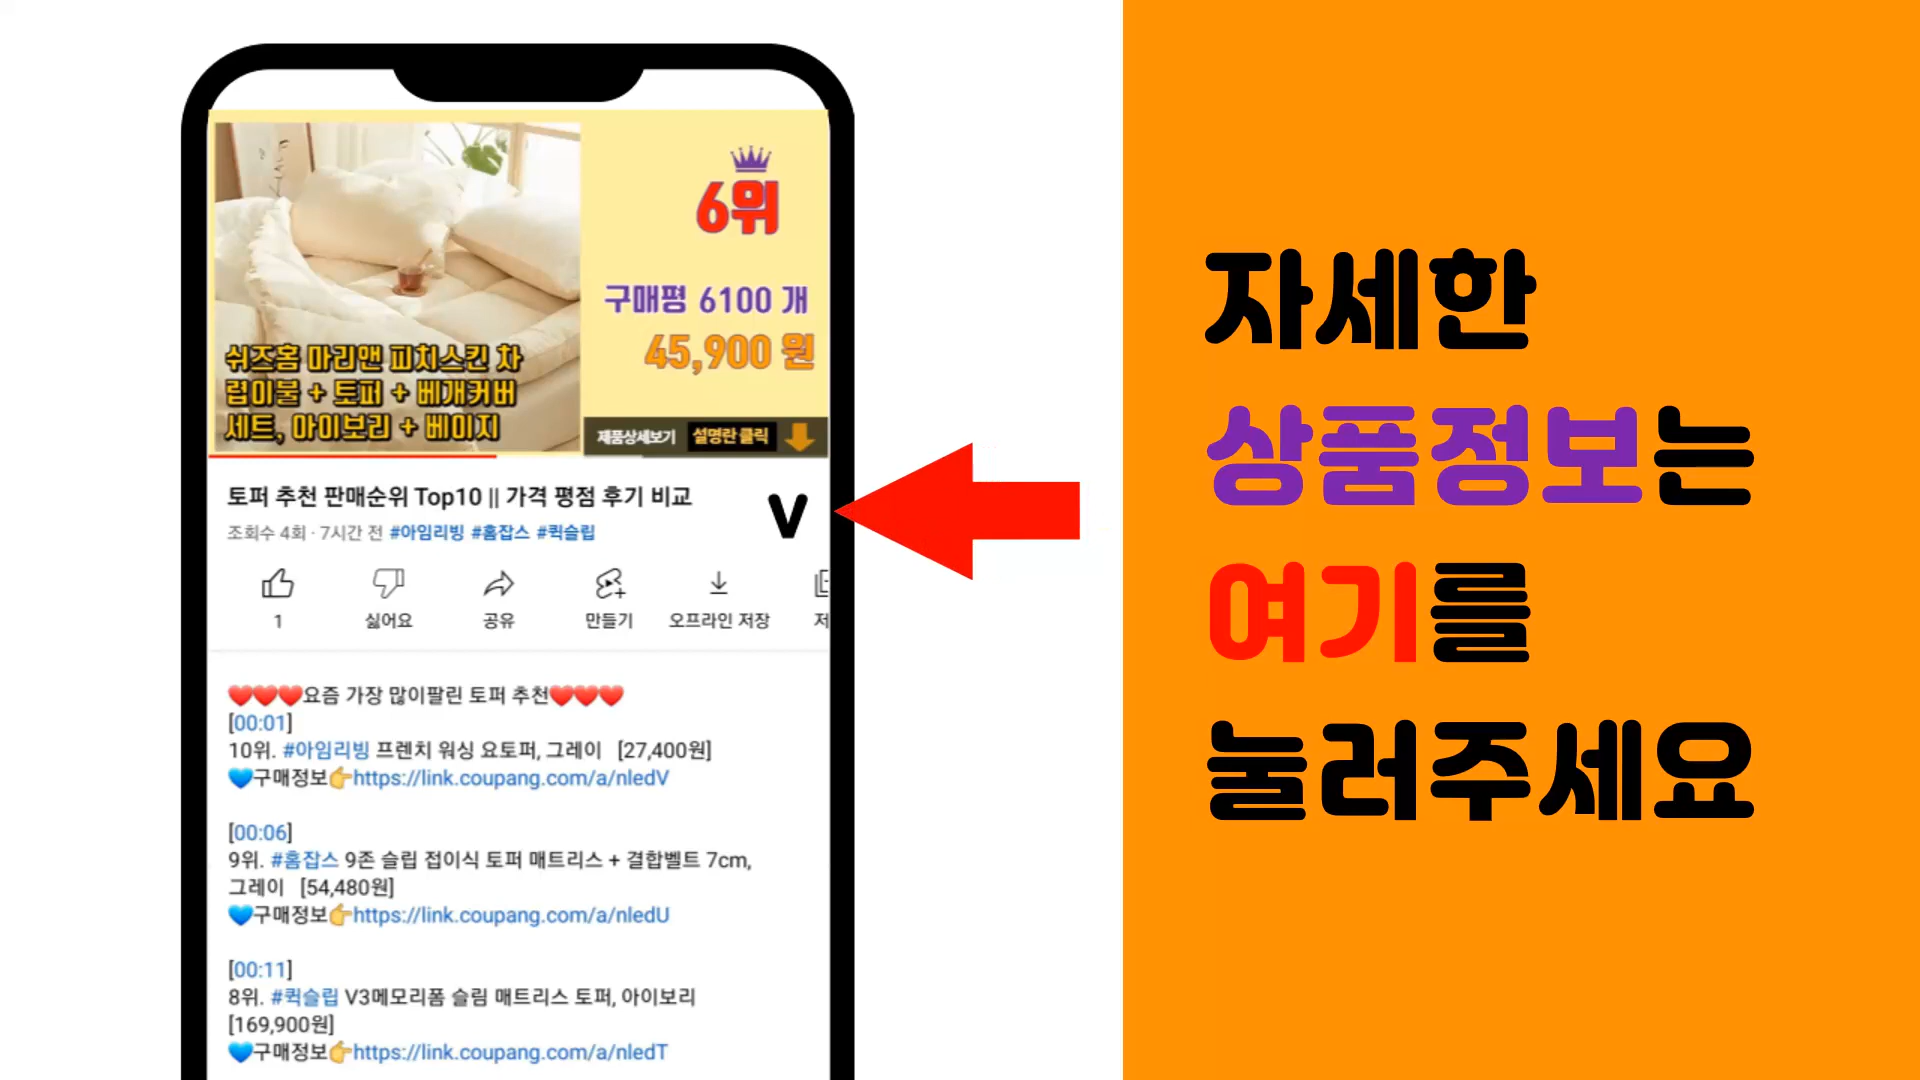 6위
구매평 6100 개
45,900 원
쉬즈홈 마리앤 피치스킨 차
렵이불 + 토퍼 + 베개커버
세트, 아이보리 + 베이지
제품상세보기 설명란 클릭
토퍼 추천 판매순위 Top10 || 가격 평점 후기 비교
V
조회수 4회 · 7시간 전 #아임리빙 #홈잡스 #퀵슬립
1 싫어요 공유 만들기 오프라인 저장 저
❤️❤️❤️요즘 가장 많이팔린 토퍼 추천❤️❤️❤️
[00:01]
10위. #아임리빙 프렌치 워싱 요토퍼, 그레이 [27,400원]
💙구매정보👉https://link.coupang.com/a/nledV
[00:06]
9위. #홈잡스 9존 슬립 접이식 토퍼 매트리스 + 결합벨트 7cm,
그레이 [54,480원]
💙구매정보👉https://link.coupang.com/a/nledU
[00:11]
8위. #퀵슬립 V3메모리폼 슬림 매트리스 토퍼, 아이보리
[169,900원]
💙구매정보👉https://link.coupang.com/a/nledT
자세한
상품정보는
여기를
눌러주세요